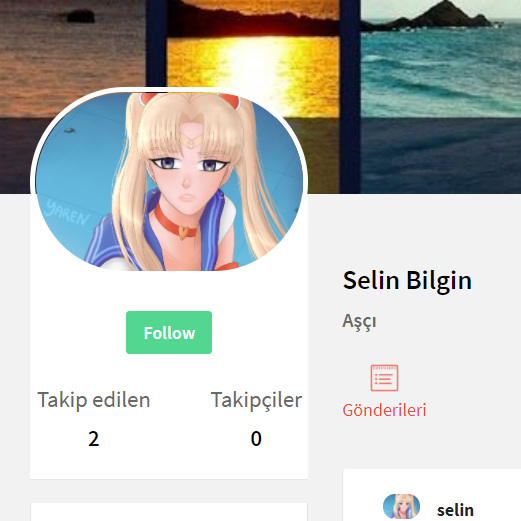 YAREN
Follow
Takip edilen
2
Takipçiler
0
Selin Bilgin
Aşçı
Gönderileri
selin